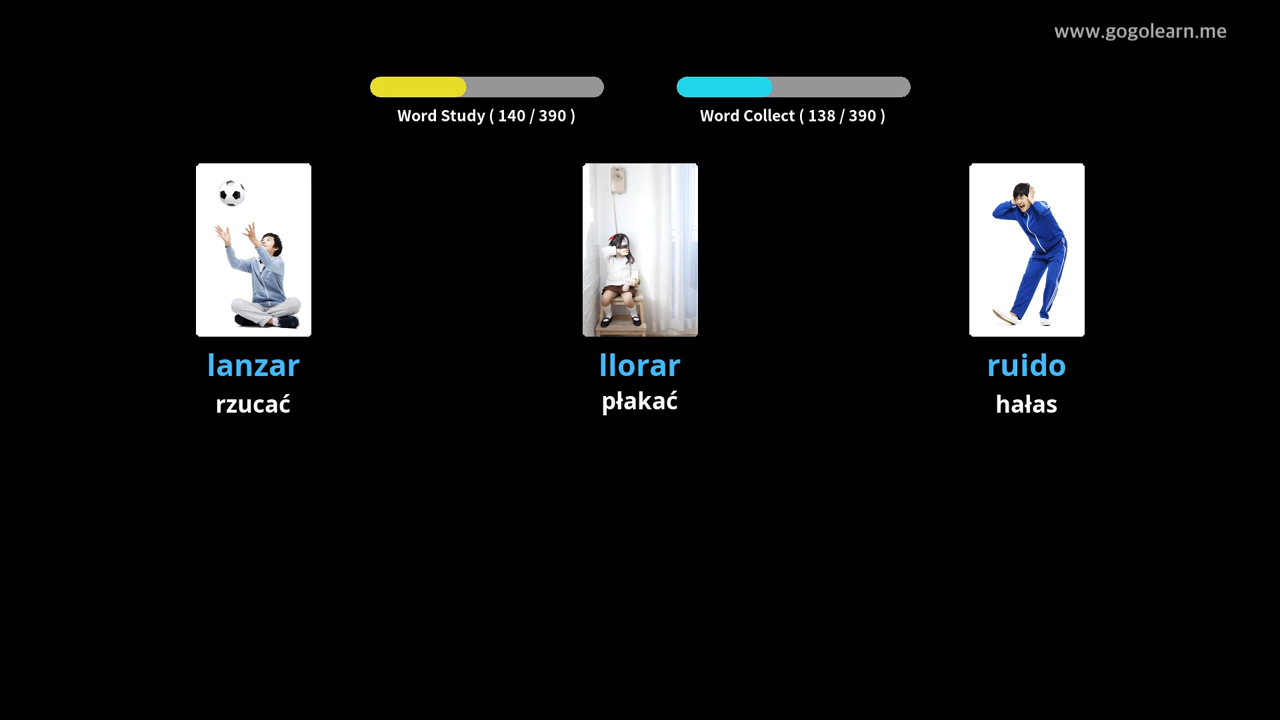 www.gogolearn.me
Word Study ( 140 / 390 )
Word Collect ( 138 / 390 )
lanzar
rzucać
llorar
płakać
ruido
hałas